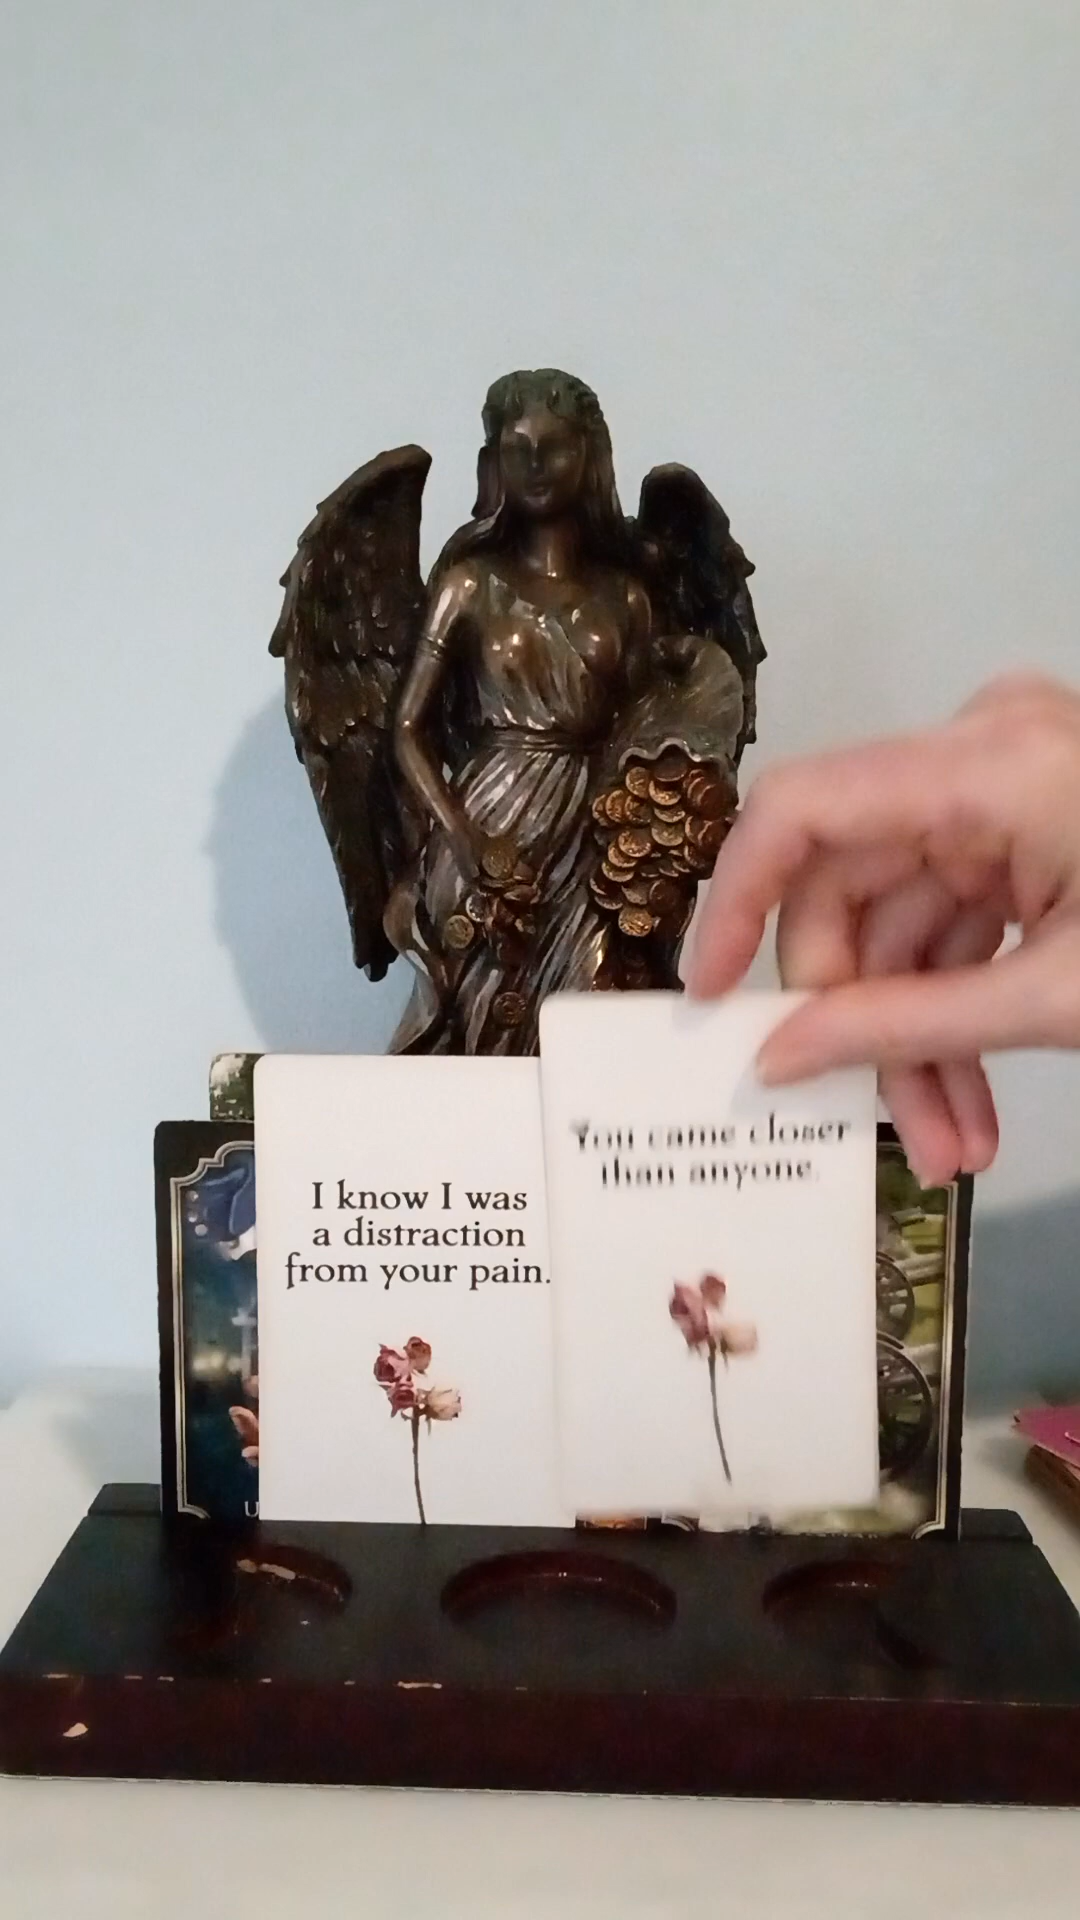 I know I was
a distraction
from your pain.
You came closer
than anyone.